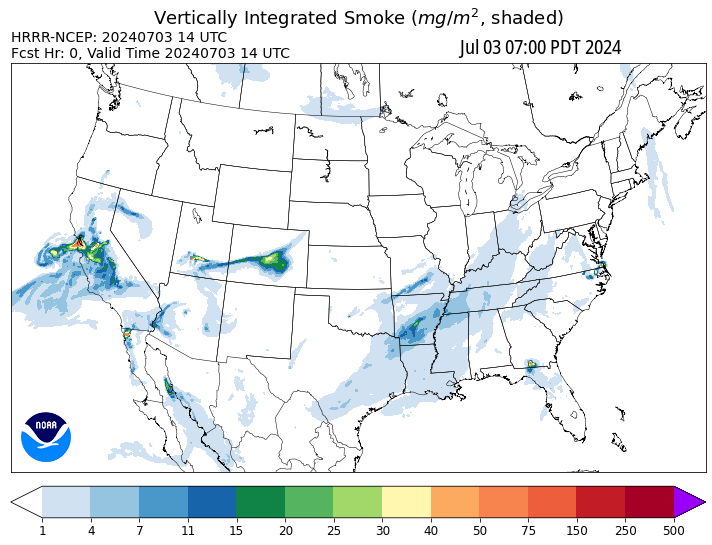 Vertically Integrated Smoke (mg/m², shaded)
HRRR-NCEP: 20240703 14 UTC
Fcst Hr: 0, Valid Time 20240703 14 UTC
Jul 03 07:00 PDT 2024
NOAA
1 4 7 11 15 20 25 30 40 50 75 150 250 500